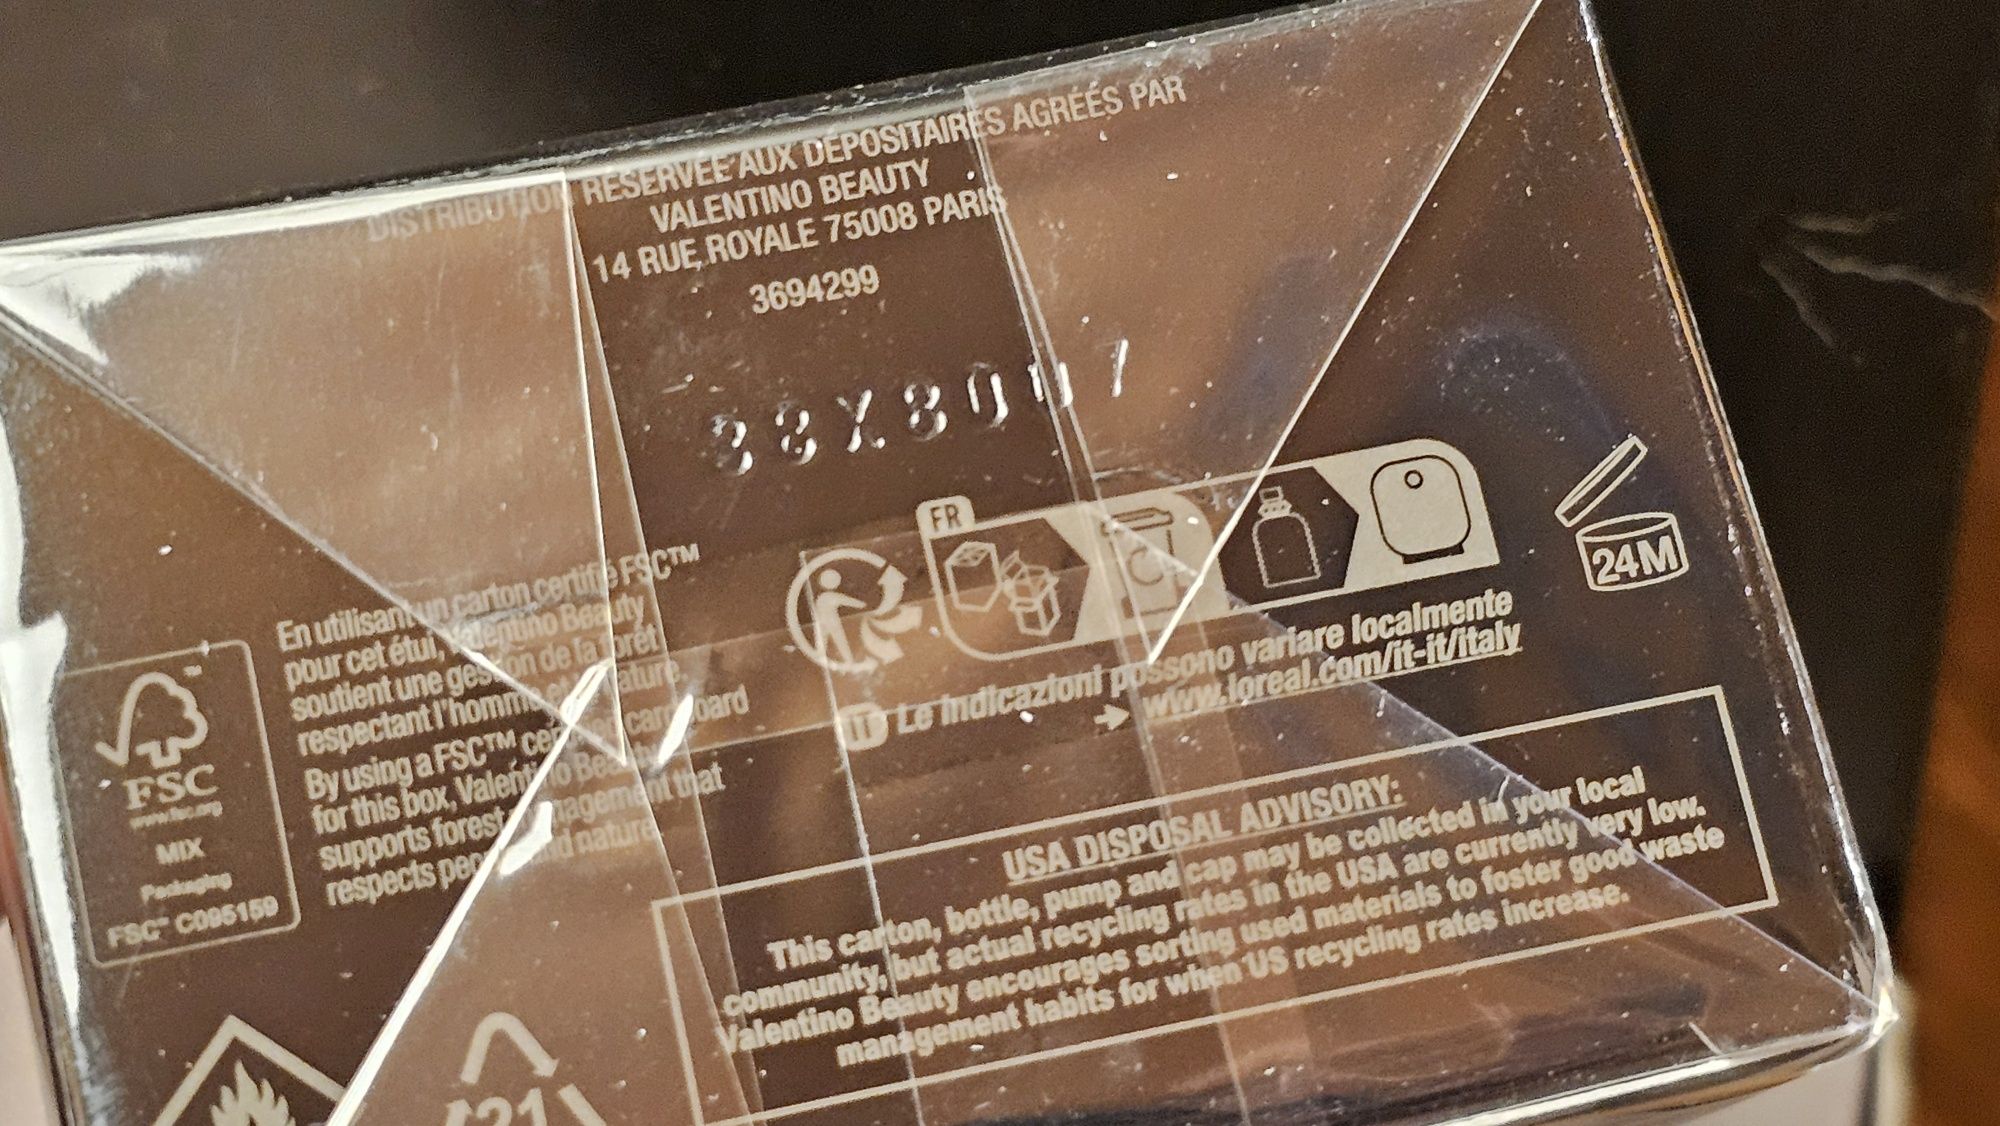 DISTRIBUTION RÉSERVÉE AUX DÉPOSITAIRES AGRÉÉS PAR
VALENTINO BEAUTY
14 RUE ROYALE 75008 PARIS
3694299
38X8007
FR
24M
En utilisant un carton certifié FSC™
pour cet étui, Valentino Beauty
soutient une gestion de la forêt
respectant l'homme et la nature.
By using a FSC™ certified cardboard
for this box, Valentino Beauty
supports forest management that
respects people and nature.
FSC
www.fsc.org
MIX
Packaging
FSC™ C095159
IT Le indicazioni possono variare localmente
www.loreal.com/it-it/italy
USA DISPOSAL ADVISORY:
This carton, bottle, pump and cap may be collected in your local
community, but actual recycling rates in the USA are currently very low.
Valentino Beauty encourages sorting used materials to foster good waste
management habits for when US recycling rates increase.
21